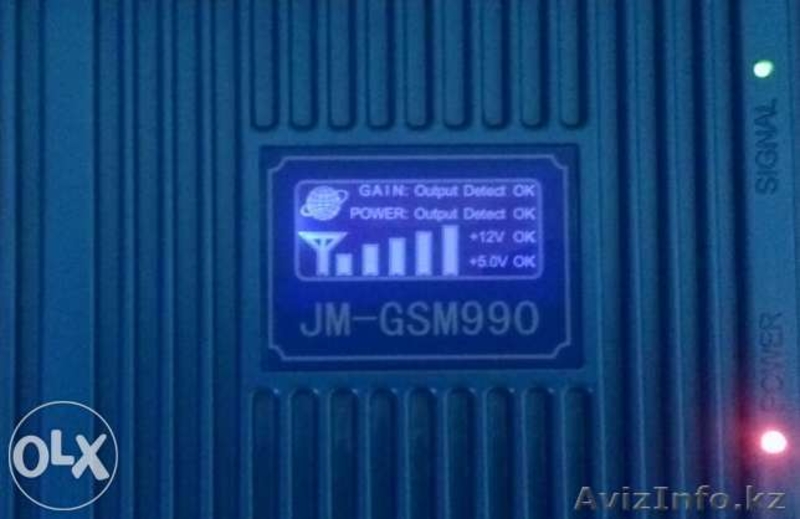 GAIN: Output Detect OK
POWER: Output Detect OK
+12V OK
+5.0V OK
JM-GSM990
SIGNAL
POWER
OLX
AvizInfo.kz